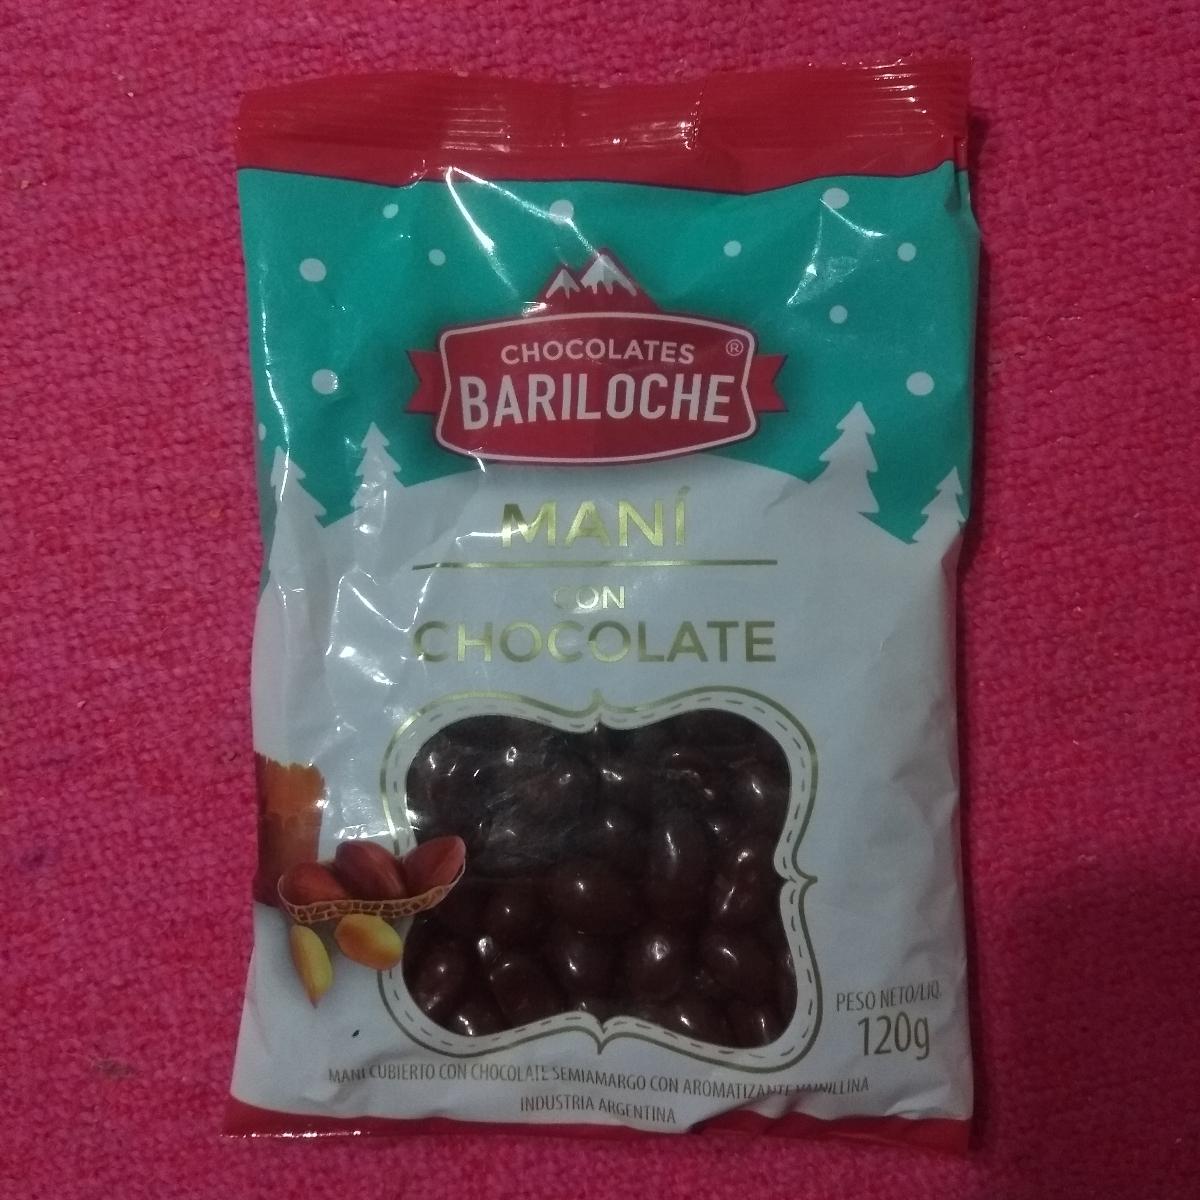 CHOCOLATES ®
BARILOCHE
MANÍ
CON
CHOCOLATE
PESO NETO/LIQ.
120g
MANÍ CUBIERTO CON CHOCOLATE SEMIAMARGO CON AROMATIZANTE VAINILLINA
INDUSTRIA ARGENTINA